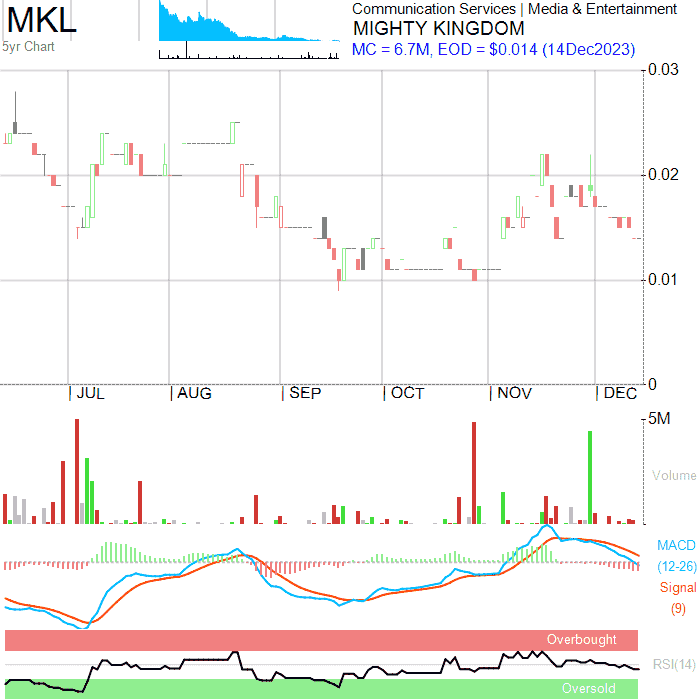 MKL
5yr Chart
Communication Services | Media & Entertainment
MIGHTY KINGDOM
MC = 6.7M, EOD = $0.014 (14Dec2023)
0.03
0.02
0.01
0
| JUL | AUG | SEP | OCT | NOV | DEC
5M
Volume
MACD
(12-26)
Signal
(9)
Overbought
RSI(14)
Oversold